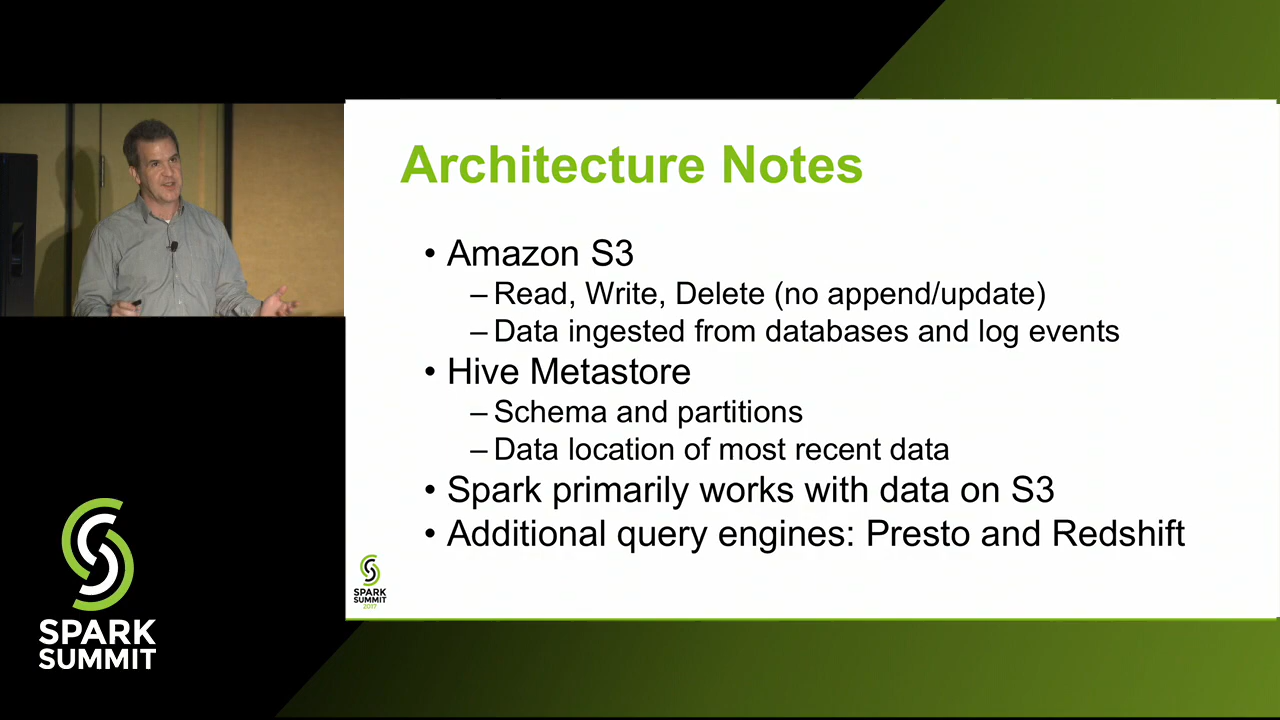 Architecture Notes
• Amazon S3
– Read, Write, Delete (no append/update)
– Data ingested from databases and log events
• Hive Metastore
– Schema and partitions
– Data location of most recent data
• Spark primarily works with data on S3
• Additional query engines: Presto and Redshift
SPARK
SUMMIT
2017
SPARK
SUMMIT